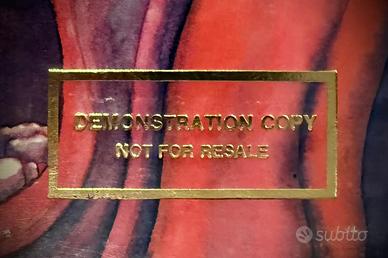 DEMONSTRATION COPY
NOT FOR RESALE
subito